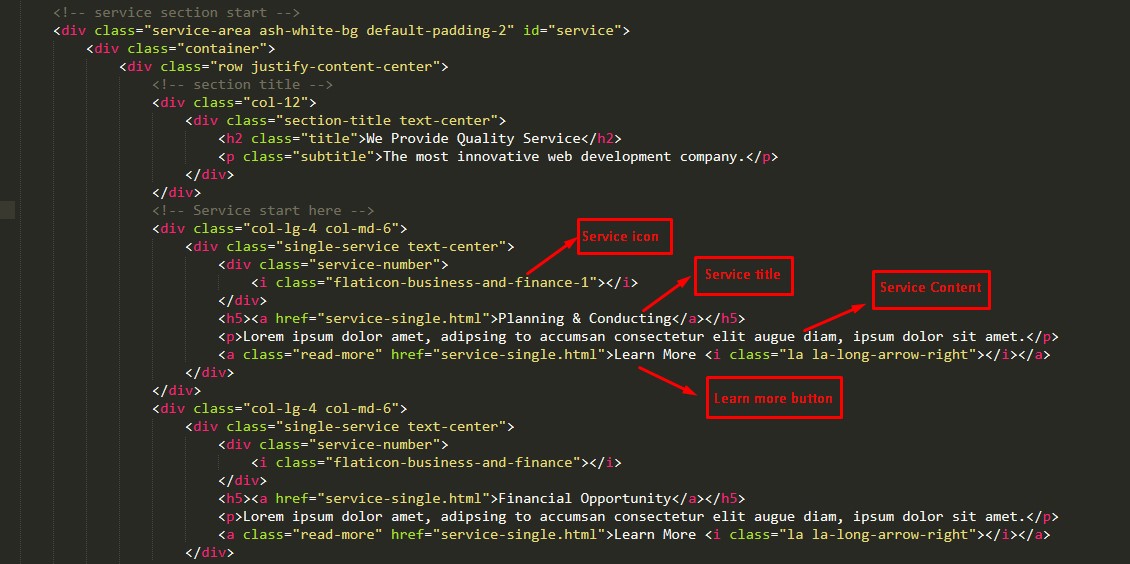 <!-- service section start -->
<div class="service-area ash-white-bg default-padding-2" id="service">
<div class="container">
<div class="row justify-content-center">
<!-- section title -->
<div class="col-12">
<div class="section-title text-center">
<h2 class="title">We Provide Quality Service</h2>
<p class="subtitle">The most innovative web development company.</p>
</div>
</div>
<!-- Service start here -->
<div class="col-lg-4 col-md-6">
Service icon
<div class="single-service text-center">
<div class="service-number">
Service title
<i class="flaticon-business-and-finance-1"></i>
Service Content
</div>
<h5><a href="service-single.html">Planning & Conducting</a></h5>
<p>Lorem ipsum dolor amet, adipsing to accumsan consectetur elit augue diam, ipsum dolor sit amet.</p>
<a class="read-more" href="service-single.html">Learn More <i class="la la-long-arrow-right"></i></a>
</div>
</div>
Learn more button
<div class="col-lg-4 col-md-6">
<div class="single-service text-center">
<div class="service-number">
<i class="flaticon-business-and-finance"></i>
</div>
<h5><a href="service-single.html">Financial Opportunity</a></h5>
<p>Lorem ipsum dolor amet, adipsing to accumsan consectetur elit augue diam, ipsum dolor sit amet.</p>
<a class="read-more" href="service-single.html">Learn More <i class="la la-long-arrow-right"></i></a>
</div>